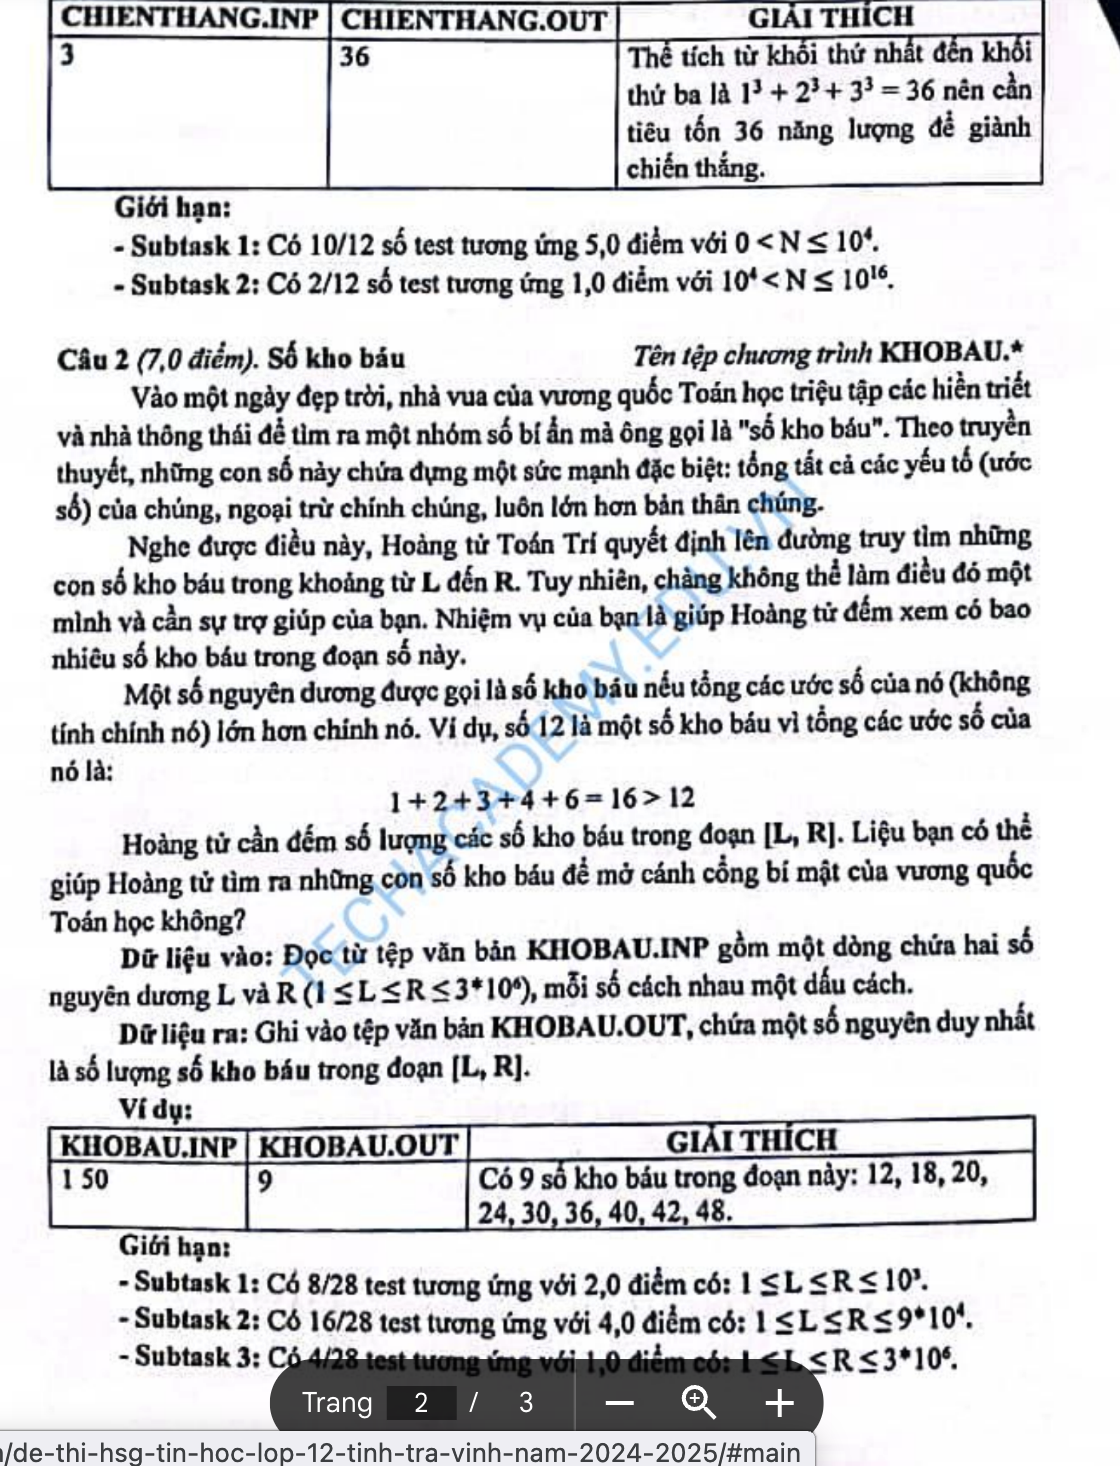 CHIENTHANG.INP CHIENTHANG.OUT GIẢI THÍCH
3 36 Thể tích từ khối thứ nhất đến khối
thứ ba là 1³ + 2³ + 3³ = 36 nên cần
tiêu tốn 36 năng lượng để giành
chiến thắng.
Giới hạn:
- Subtask 1: Có 10/12 số test tương ứng 5,0 điểm với 0 < N ≤ 10⁴.
- Subtask 2: Có 2/12 số test tương ứng 1,0 điểm với 10⁴ < N ≤ 10¹⁶.
Câu 2 (7,0 điểm). Số kho báu Tên tệp chương trình KHOBAU.*
Vào một ngày đẹp trời, nhà vua của vương quốc Toán học triệu tập các hiền triết
và nhà thông thái để tìm ra một nhóm số bí ẩn mà ông gọi là "số kho báu". Theo truyền
thuyết, những con số này chứa đựng một sức mạnh đặc biệt: tổng tất cả các yếu tố (ước
số) của chúng, ngoại trừ chính chúng, luôn lớn hơn bản thân chúng.
Nghe được điều này, Hoàng tử Toán Trí quyết định lên đường truy tìm những
con số kho báu trong khoảng từ L đến R. Tuy nhiên, chàng không thể làm điều đó một
mình và cần sự trợ giúp của bạn. Nhiệm vụ của bạn là giúp Hoàng tử đếm xem có bao
nhiêu số kho báu trong đoạn số này.
Một số nguyên dương được gọi là số kho báu nếu tổng các ước số của nó (không
tính chính nó) lớn hơn chính nó. Ví dụ, số 12 là một số kho báu vì tổng các ước số của
nó là:
1 + 2 + 3 + 4 + 6 = 16 > 12
Hoàng tử cần đếm số lượng các số kho báu trong đoạn [L, R]. Liệu bạn có thể
giúp Hoàng tử tìm ra những con số kho báu để mở cánh cổng bí mật của vương quốc
Toán học không?
Dữ liệu vào: Đọc từ tệp văn bản KHOBAU.INP gồm một dòng chứa hai số
nguyên dương L và R (1 ≤ L ≤ R ≤ 3*10⁶), mỗi số cách nhau một dấu cách.
Dữ liệu ra: Ghi vào tệp văn bản KHOBAU.OUT, chứa một số nguyên duy nhất
là số lượng số kho báu trong đoạn [L, R].
Ví dụ:
KHOBAU.INP KHOBAU.OUT GIẢI THÍCH
1 50 9 Có 9 số kho báu trong đoạn này: 12, 18, 20,
24, 30, 36, 40, 42, 48.
Giới hạn:
- Subtask 1: Có 8/28 test tương ứng với 2,0 điểm có: 1 ≤ L ≤ R ≤ 10³.
- Subtask 2: Có 16/28 test tương ứng với 4,0 điểm có: 1 ≤ L ≤ R ≤ 9*10⁴.
- Subtask 3: Có 4/28 test tương ứng với 1,0 điểm có: 1 ≤ L ≤ R ≤ 3*10⁶.
TECHACADEMY.EDU.VN
Trang 2 / 3
/de-thi-hsg-tin-hoc-lop-12-tinh-tra-vinh-nam-2024-2025/#main